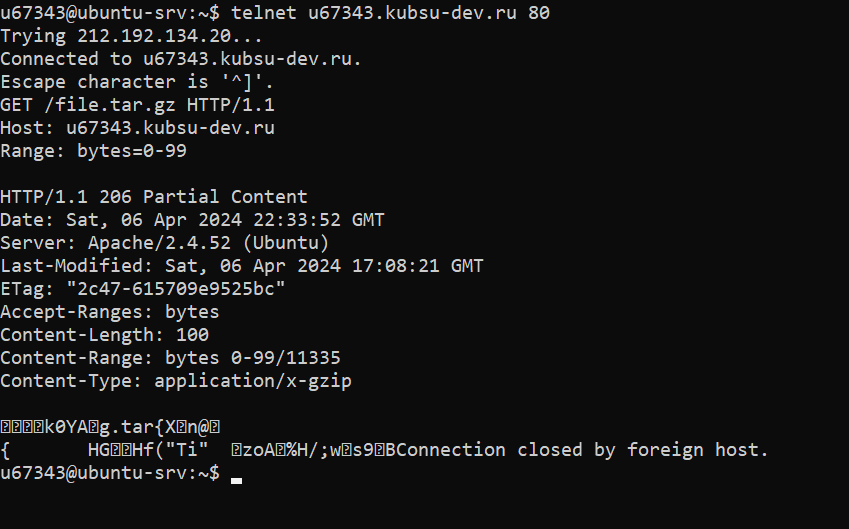 u67343@ubuntu-srv:~$ telnet u67343.kubsu-dev.ru 80
Trying 212.192.134.20...
Connected to u67343.kubsu-dev.ru.
Escape character is '^]'.
GET /file.tar.gz HTTP/1.1
Host: u67343.kubsu-dev.ru
Range: bytes=0-99

HTTP/1.1 206 Partial Content
Date: Sat, 06 Apr 2024 22:33:52 GMT
Server: Apache/2.4.52 (Ubuntu)
Last-Modified: Sat, 06 Apr 2024 17:08:21 GMT
ETag: "2c47-615709e9525bc"
Accept-Ranges: bytes
Content-Length: 100
Content-Range: bytes 0-99/11335
Content-Type: application/x-gzip

����k0YA�g.tar{X�n@�
{       HG��Hf("Ti"  �zoA�%H/;w�s9�BConnection closed by foreign host.
u67343@ubuntu-srv:~$